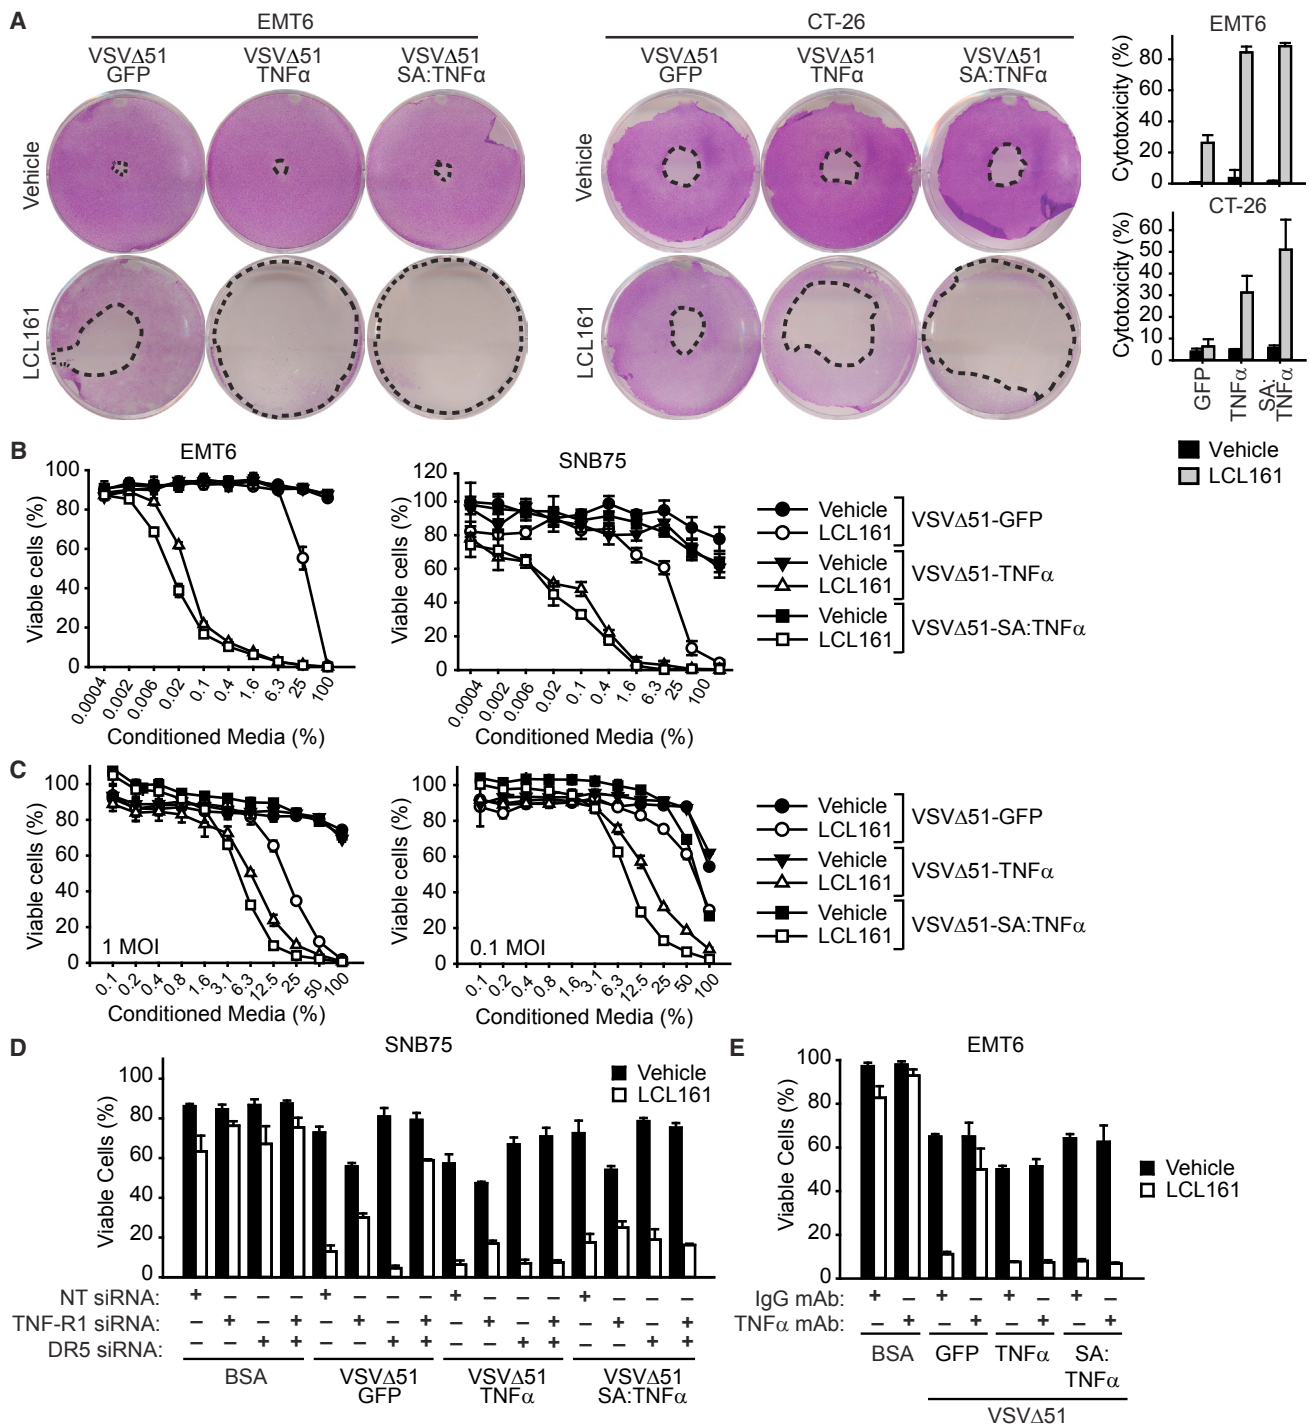 A
EMT6
CT-26
EMT6
VSVΔ51 GFP
VSVΔ51 TNFα
VSVΔ51 SA:TNFα
VSVΔ51 GFP
VSVΔ51 TNFα
VSVΔ51 SA:TNFα
Vehicle
LCL161
Vehicle
LCL161
Cytotoxicity (%)
80
60
40
20
0
CT-26
Cytotoxicity (%)
60
50
40
30
20
10
0
GFP
TNFα
SA: TNFα
Vehicle
LCL161
B
EMT6
Viable cells (%)
100
80
60
40
20
0
0.0004 0.002 0.006 0.02 0.1 0.4 1.6 6.3 25 100
Conditioned Media (%)
SNB75
Viable cells (%)
120
100
80
60
40
20
0
0.0004 0.002 0.006 0.02 0.1 0.4 1.6 6.3 25 100
Conditioned Media (%)
Vehicle
LCL161
VSVΔ51-GFP
Vehicle
LCL161
VSVΔ51-TNFα
Vehicle
LCL161
VSVΔ51-SA:TNFα
C
Viable cells (%)
100
80
60
40
20
0
1 MOI
0.1 0.2 0.4 0.8 1.6 3.1 6.3 12.5 25 50 100
Conditioned Media (%)
Viable cells (%)
100
80
60
40
20
0
0.1 MOI
0.1 0.2 0.4 0.8 1.6 3.1 6.3 12.5 25 50 100
Conditioned Media (%)
Vehicle
LCL161
VSVΔ51-GFP
Vehicle
LCL161
VSVΔ51-TNFα
Vehicle
LCL161
VSVΔ51-SA:TNFα
D
SNB75
Vehicle
LCL161
Viable Cells (%)
100
80
60
40
20
0
NT siRNA: + – – – + – – – + – – – + – – –
TNF-R1 siRNA: – + – + – + – + – + – + – + – +
DR5 siRNA: – – + + – – + + – – + + – – + +
BSA
VSVΔ51 GFP
VSVΔ51 TNFα
VSVΔ51 SA:TNFα
E
EMT6
Vehicle
LCL161
Viable Cells (%)
100
80
60
40
20
0
IgG mAb: + – + – + – + –
TNFα mAb: – + – + – + – +
BSA
GFP
TNFα
SA: TNFα
VSVΔ51